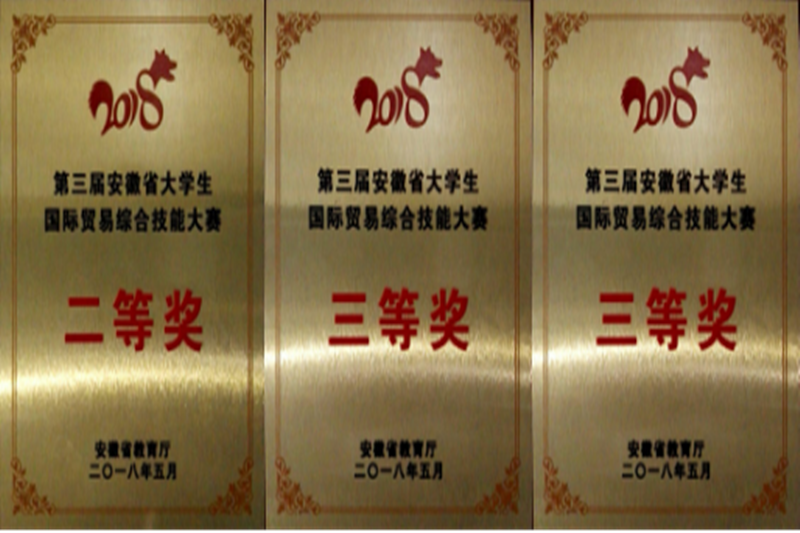 2018
第三届安徽省大学生
国际贸易综合技能大赛
二等奖
安徽省教育厅
二〇一八年五月
2018
第三届安徽省大学生
国际贸易综合技能大赛
三等奖
安徽省教育厅
二〇一八年五月
2018
第三届安徽省大学生
国际贸易综合技能大赛
三等奖
安徽省教育厅
二〇一八年五月